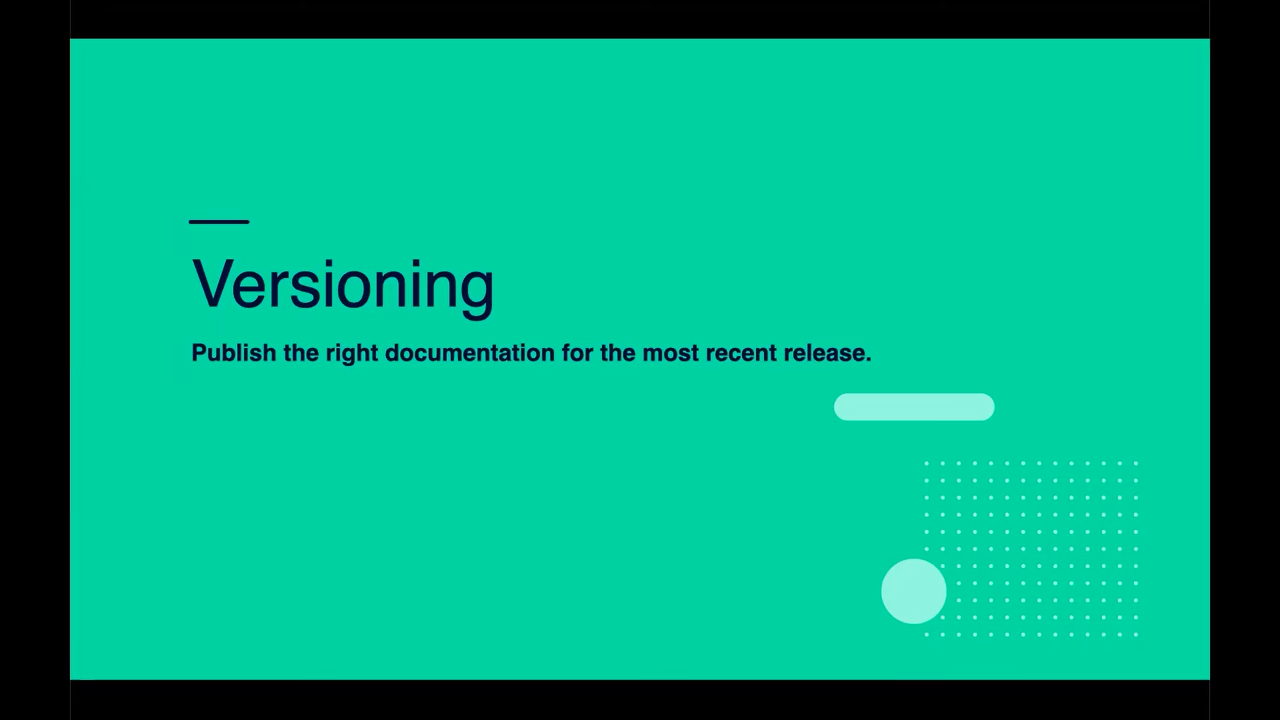 Versioning
Publish the right documentation for the most recent release.